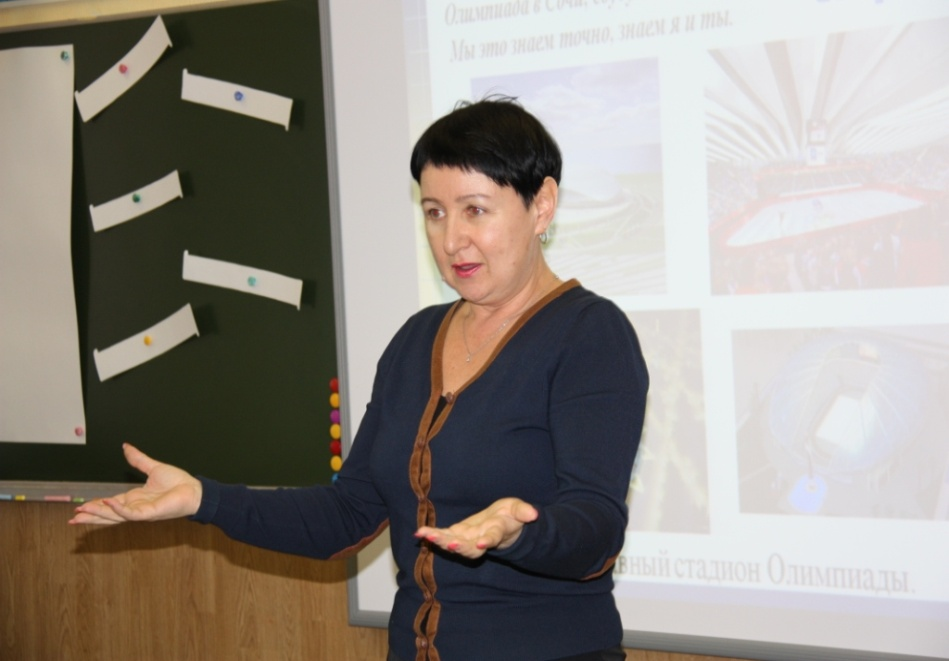 Олимпиада в Сочи,
Мы это знаем точно, знаем я и ты.
вный стадион Олимпиады.